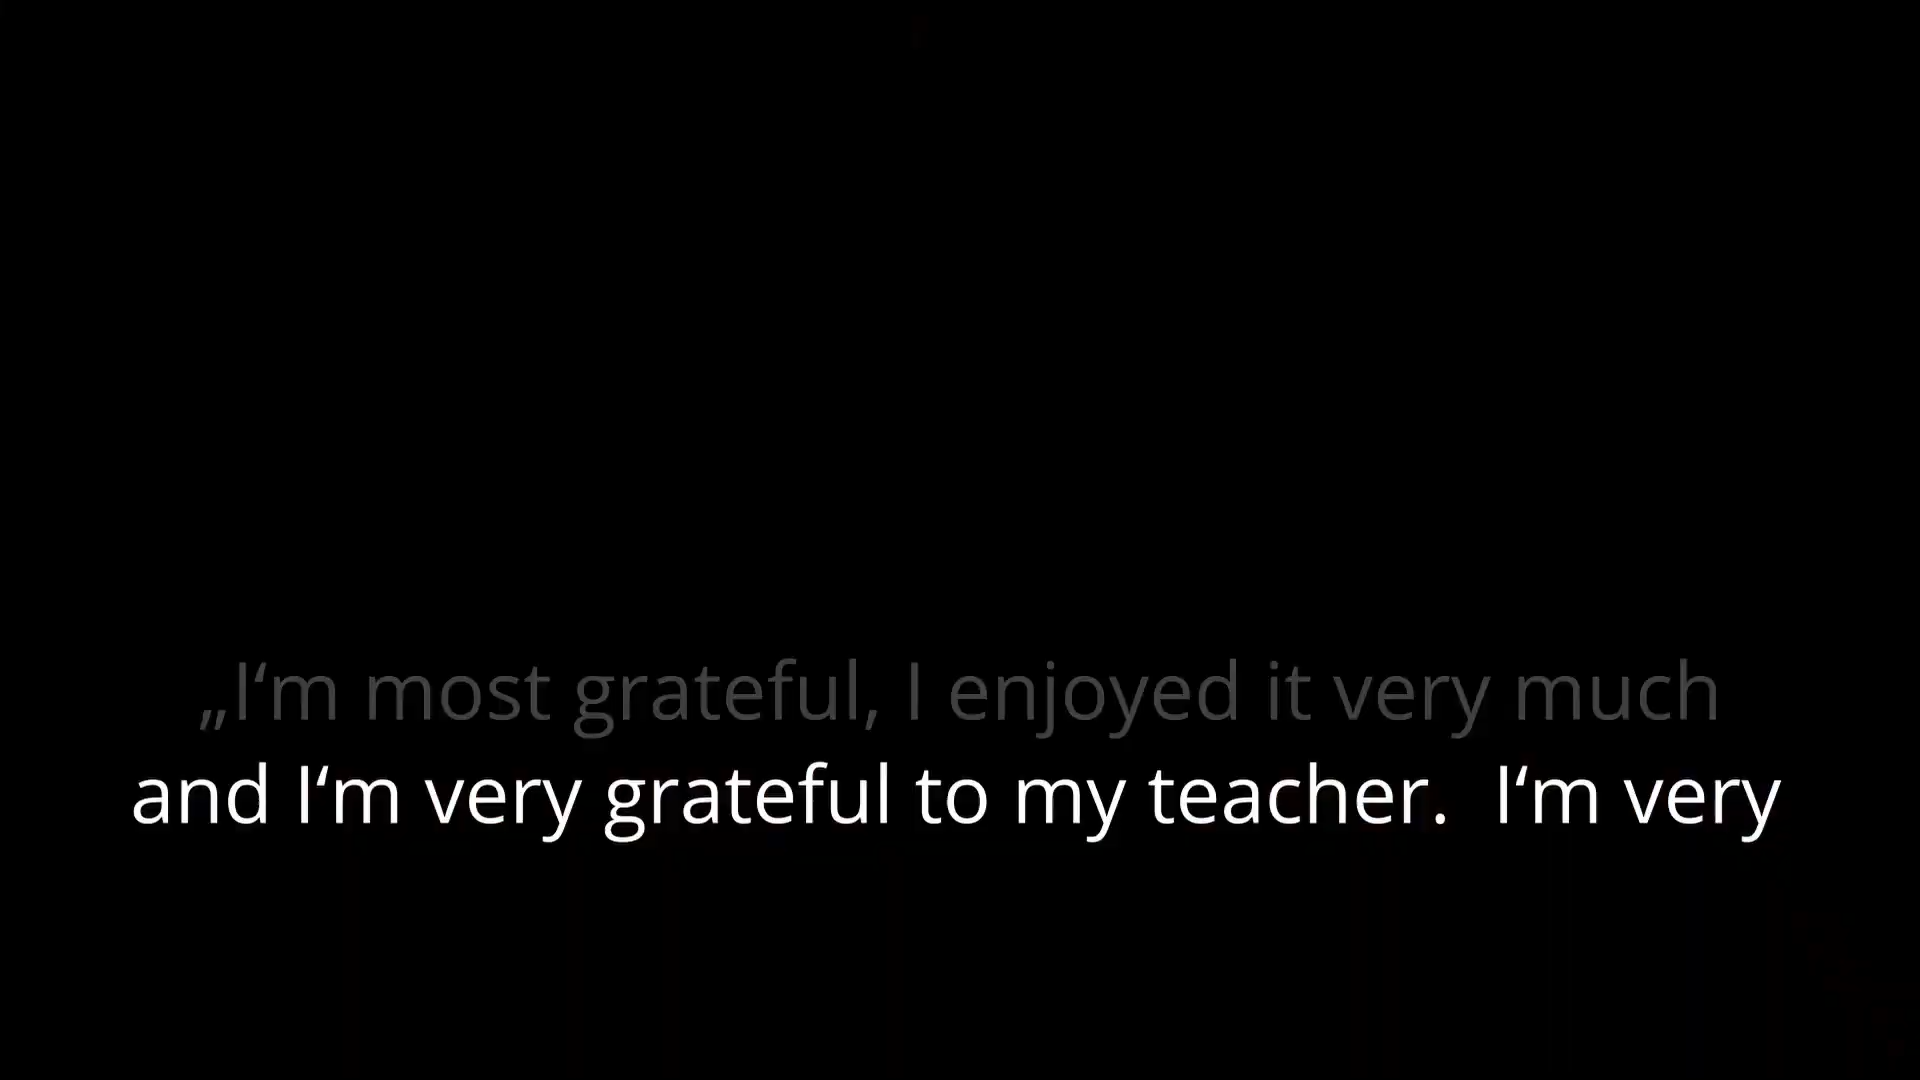 „I‘m most grateful, I enjoyed it very much
and I‘m very grateful to my teacher.  I‘m very